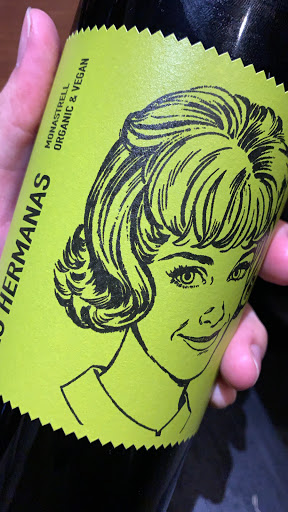 HERMANAS
MONASTRELL
ORGANIC & VEGAN